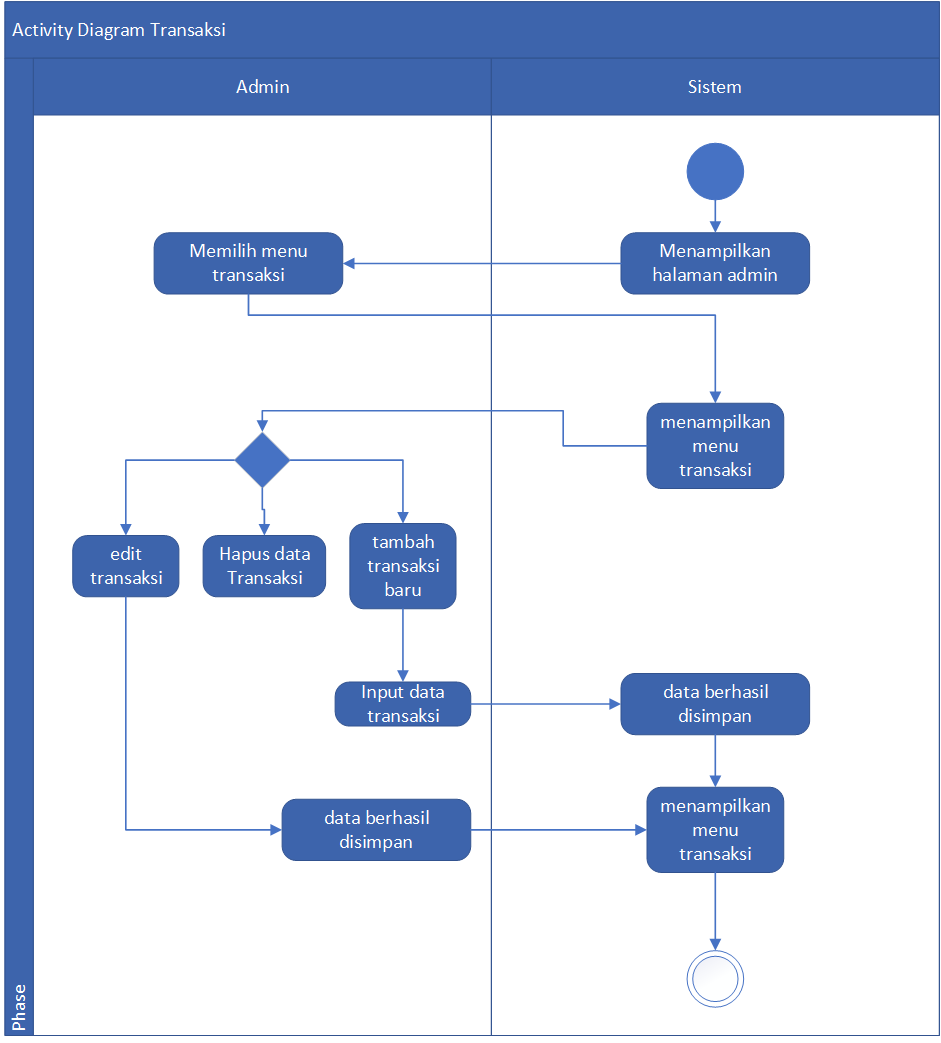 Activity Diagram Transaksi
Admin
Sistem
Memilih menu
transaksi
Menampilkan
halaman admin
menampilkan
menu
transaksi
edit
transaksi
Hapus data
Transaksi
tambah
transaksi
baru
Input data
transaksi
data berhasil
disimpan
data berhasil
disimpan
menampilkan
menu
transaksi
Phase